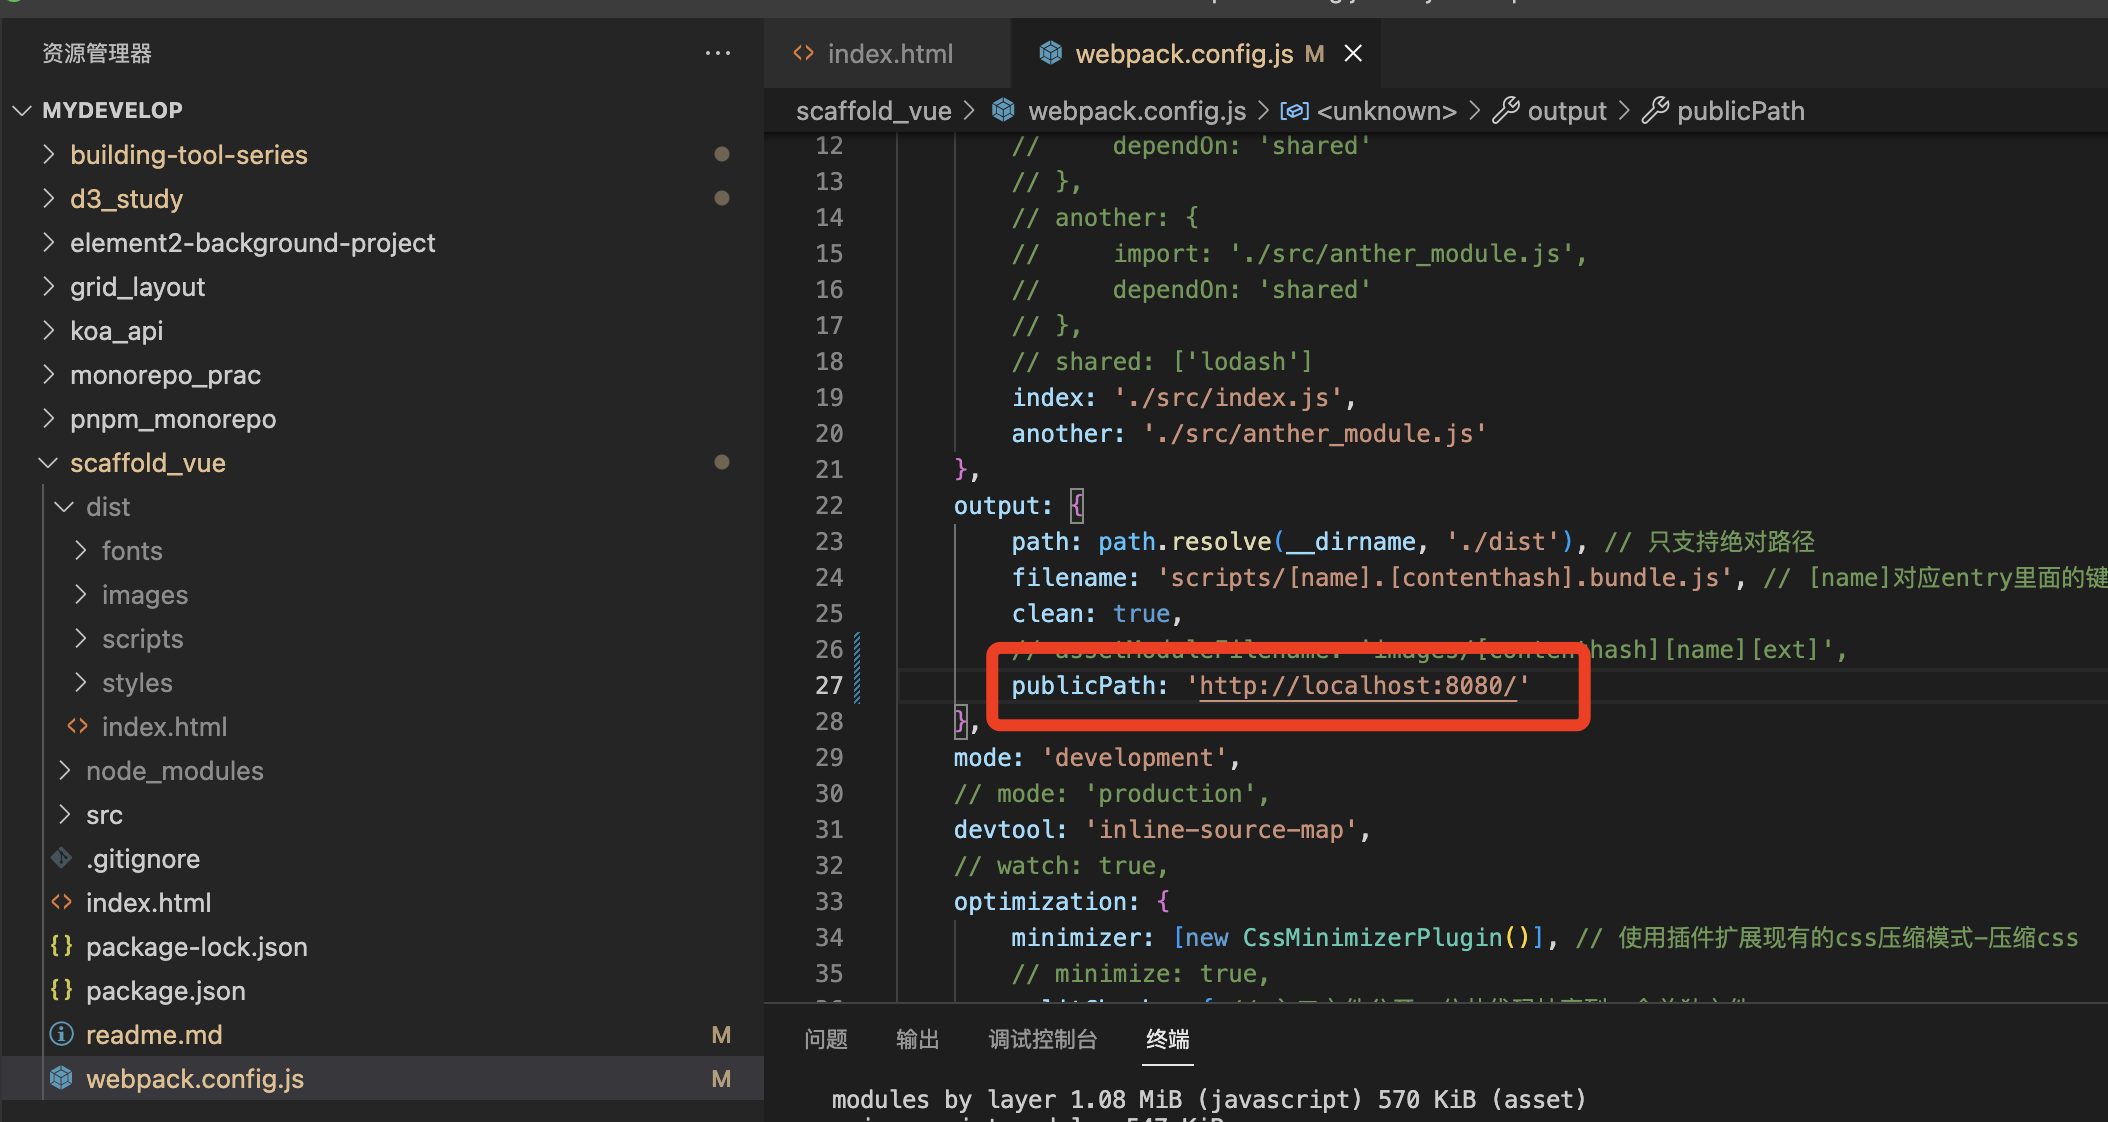 资源管理器
MYDEVELOP
building-tool-series
d3_study
element2-background-project
grid_layout
koa_api
monorepo_prac
pnpm_monorepo
scaffold_vue
dist
fonts
images
scripts
styles
index.html
node_modules
src
.gitignore
index.html
package-lock.json
package.json
readme.md M
webpack.config.js M
index.html webpack.config.js M
scaffold_vue > webpack.config.js > <unknown> > output > publicPath
12 // dependOn: 'shared'
13 // },
14 // another: {
15 // import: './src/anther_module.js',
16 // dependOn: 'shared'
17 // },
18 // shared: ['lodash']
19 index: './src/index.js',
20 another: './src/anther_module.js'
21 },
22 output: {
23 path: path.resolve(__dirname, './dist'), // 只支持绝对路径
24 filename: 'scripts/[name].[contenthash].bundle.js', // [name]对应entry里面的键
25 clean: true,
26 // assetModuleFilename: 'images/[contenthash][name][ext]',
27 publicPath: 'http://localhost:8080/'
28 },
29 mode: 'development',
30 // mode: 'production',
31 devtool: 'inline-source-map',
32 // watch: true,
33 optimization: {
34 minimizer: [new CssMinimizerPlugin()], // 使用插件扩展现有的css压缩模式-压缩css
35 // minimize: true,
问题 输出 调试控制台 终端
modules by layer 1.08 MiB (javascript) 570 KiB (asset)